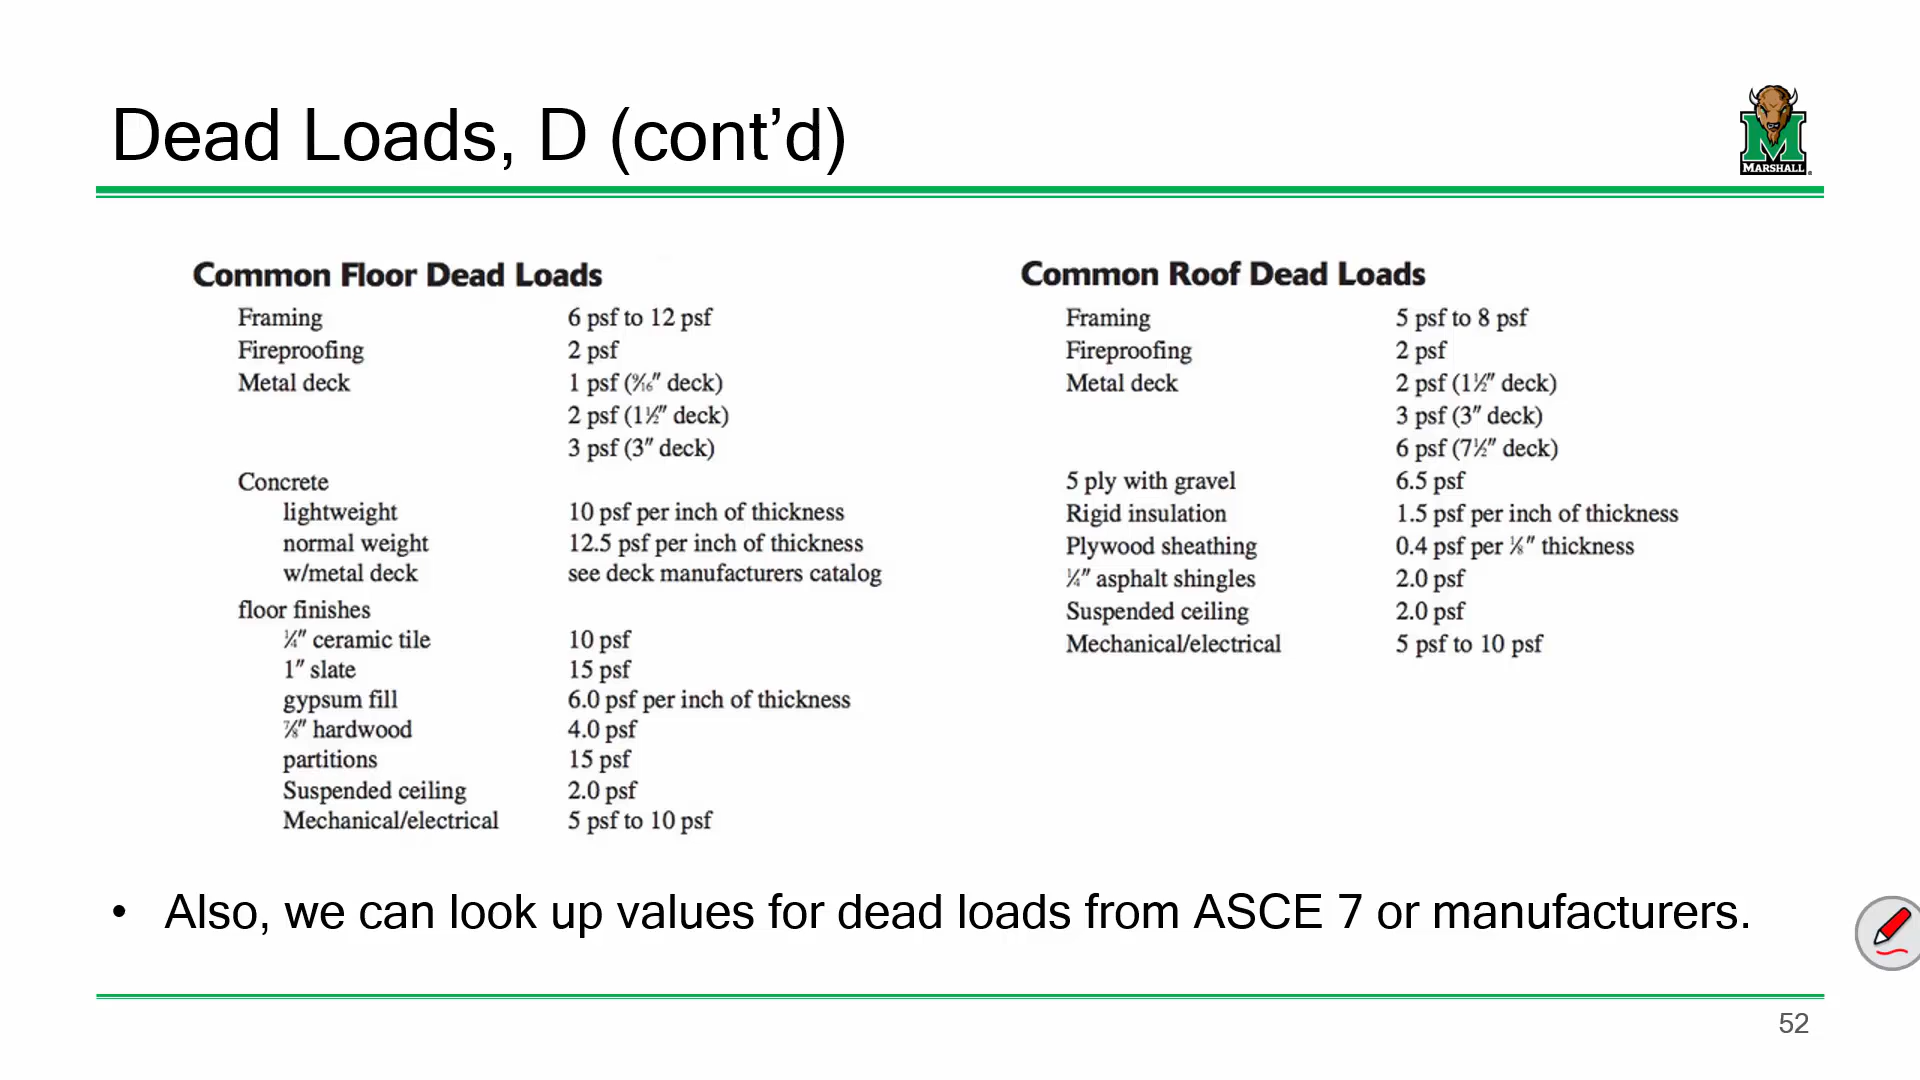 Dead Loads, D (cont’d)
MARSHALL
Common Floor Dead Loads
Framing 6 psf to 12 psf
Fireproofing 2 psf
Metal deck 1 psf (9⁄16″ deck)
2 psf (1½″ deck)
3 psf (3″ deck)
Concrete
lightweight 10 psf per inch of thickness
normal weight 12.5 psf per inch of thickness
w/metal deck see deck manufacturers catalog
floor finishes
¼″ ceramic tile 10 psf
1″ slate 15 psf
gypsum fill 6.0 psf per inch of thickness
⅞″ hardwood 4.0 psf
partitions 15 psf
Suspended ceiling 2.0 psf
Mechanical/electrical 5 psf to 10 psf
Common Roof Dead Loads
Framing 5 psf to 8 psf
Fireproofing 2 psf
Metal deck 2 psf (1½″ deck)
3 psf (3″ deck)
6 psf (7½″ deck)
5 ply with gravel 6.5 psf
Rigid insulation 1.5 psf per inch of thickness
Plywood sheathing 0.4 psf per ⅛″ thickness
¼″ asphalt shingles 2.0 psf
Suspended ceiling 2.0 psf
Mechanical/electrical 5 psf to 10 psf
• Also, we can look up values for dead loads from ASCE 7 or manufacturers.
52